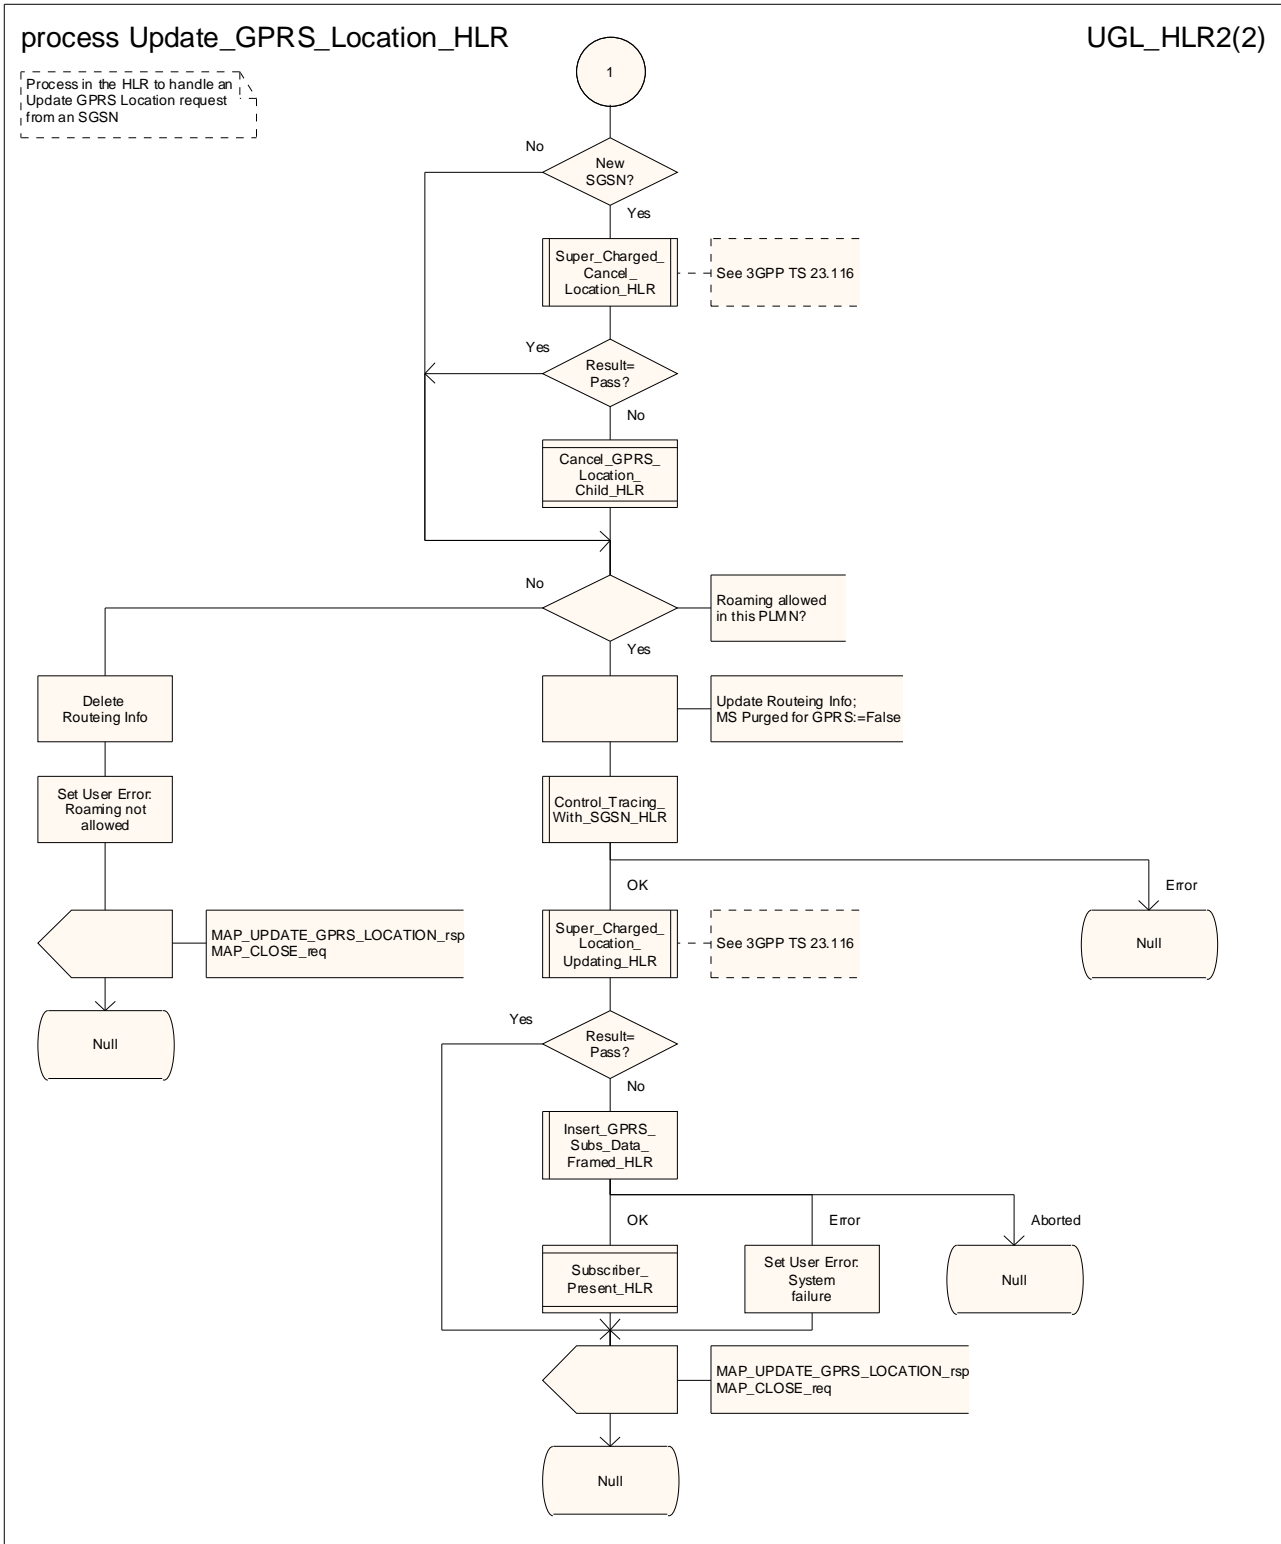 process Update_GPRS_Location_HLR
UGL_HLR2(2)
Process in the HLR to handle an
Update GPRS Location request
from an SGSN
1
No
New
SGSN?
Yes
Super_Charged_
Cancel_
Location_HLR
See 3GPP TS 23.116
Yes
Result=
Pass?
No
Cancel_GPRS_
Location_
Child_HLR
No
Roaming allowed
in this PLMN?
Yes
Delete
Routeing Info
Update Routeing Info;
MS Purged for GPRS:=False
Set User Error:
Roaming not
allowed
Control_Tracing_
With_SGSN_HLR
OK
Error
MAP_UPDATE_GPRS_LOCATION_rsp
MAP_CLOSE_req
Super_Charged_
Location_
Updating_HLR
See 3GPP TS 23.116
Null
Null
Yes
Result=
Pass?
No
Insert_GPRS_
Subs_Data_
Framed_HLR
OK
Error
Aborted
Subscriber_
Present_HLR
Set User Error:
System
failure
Null
MAP_UPDATE_GPRS_LOCATION_rsp
MAP_CLOSE_req
Null